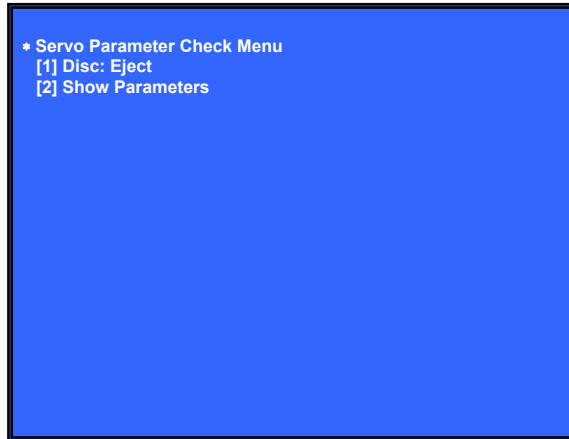 * Servo Parameter Check Menu
[1] Disc: Eject
[2] Show Parameters